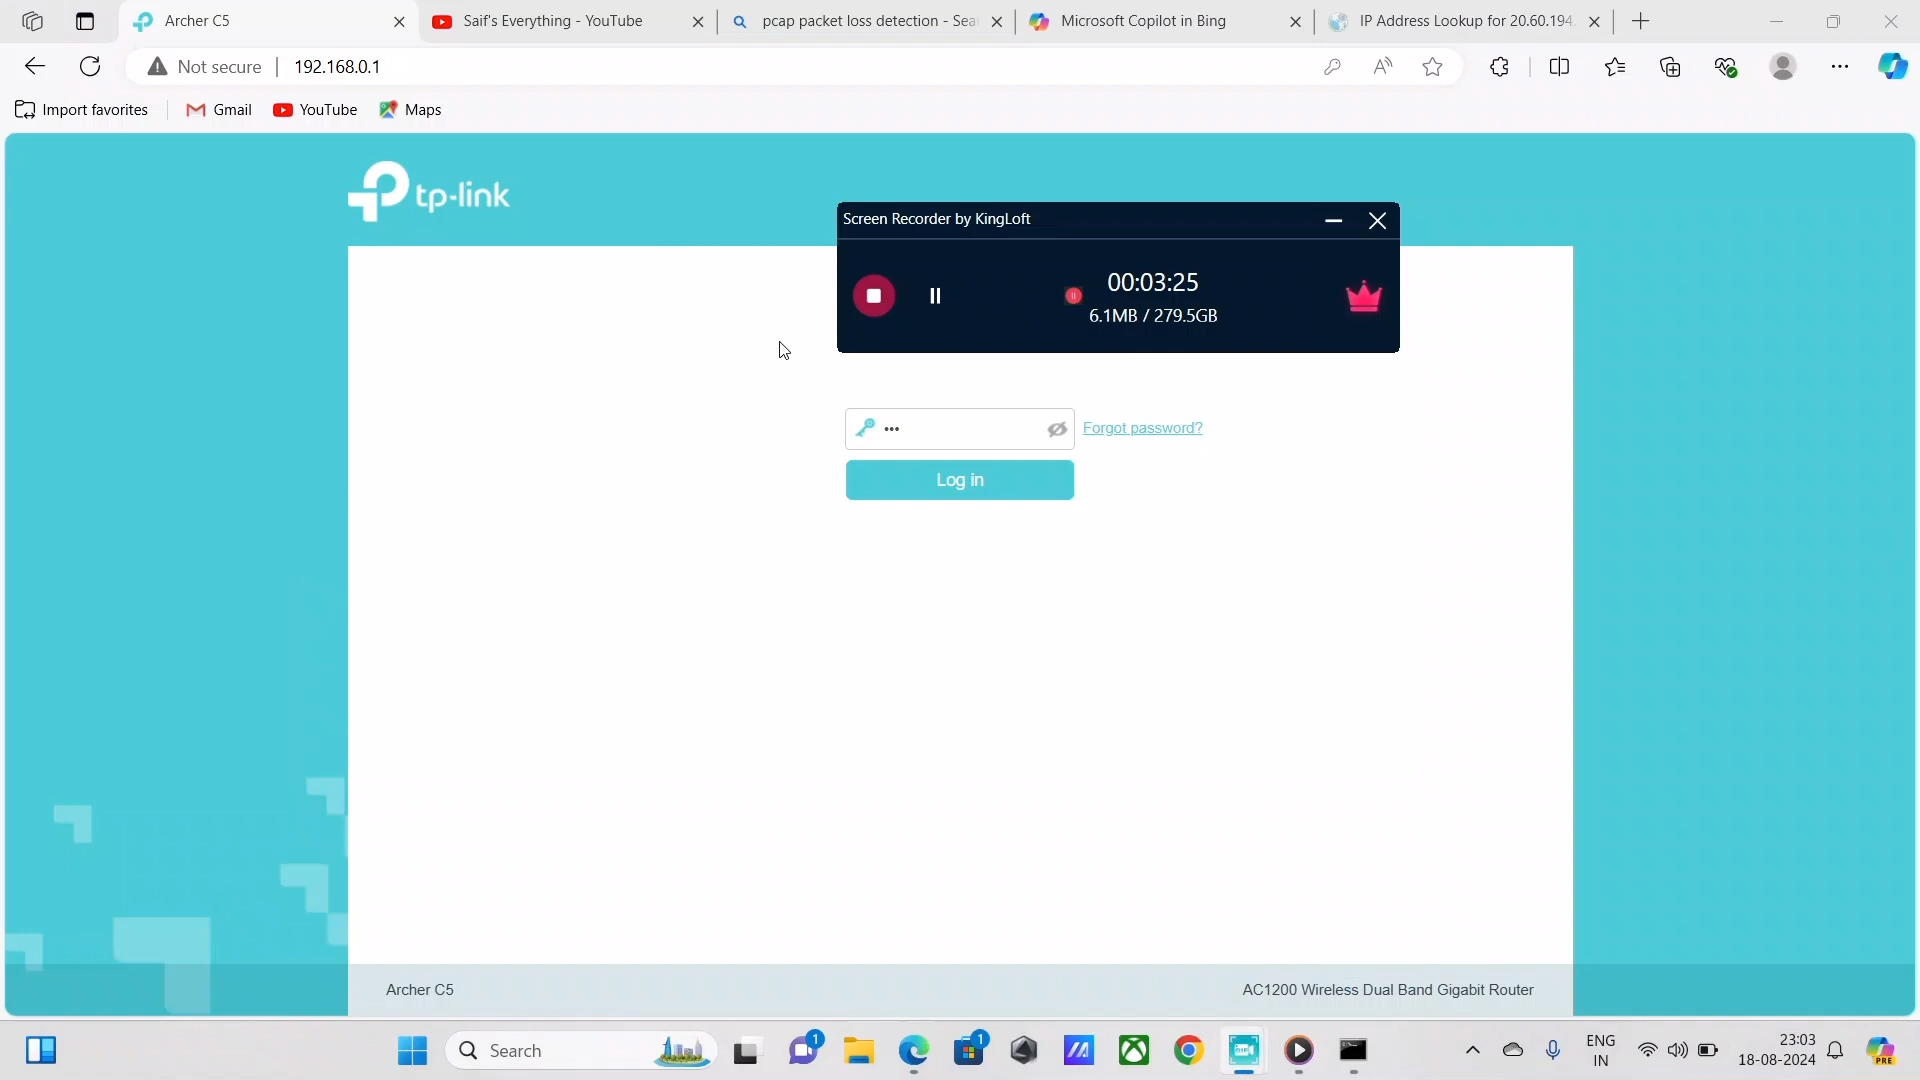 Archer C5
Saif's Everything - YouTube
pcap packet loss detection - Sea
Microsoft Copilot in Bing
IP Address Lookup for 20.60.194.
Not secure
192.168.0.1
Import favorites
Gmail
YouTube
Maps
tp-link
Screen Recorder by KingLoft
00:03:25
6.1MB / 279.5GB
•••
Forgot password?
Log in
Archer C5
AC1200 Wireless Dual Band Gigabit Router
Search
1
1
ENG
IN
23:03
18-08-2024
PRE